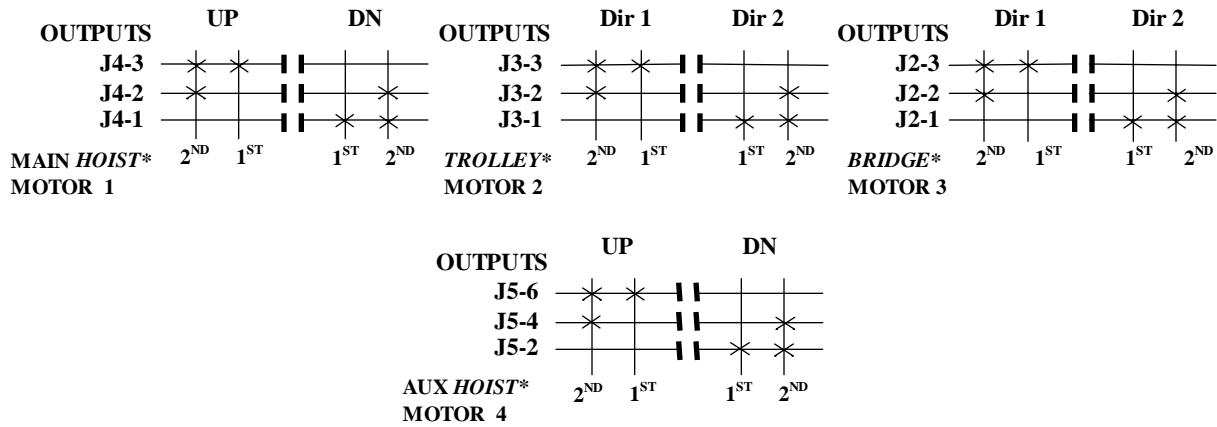 UP DN
OUTPUTS
J4-3
J4-2
J4-1
2ND 1ST 1ST 2ND
MAIN HOIST*
MOTOR 1
Dir 1 Dir 2
OUTPUTS
J3-3
J3-2
J3-1
2ND 1ST 1ST 2ND
TROLLEY*
MOTOR 2
Dir 1 Dir 2
OUTPUTS
J2-3
J2-2
J2-1
2ND 1ST 1ST 2ND
BRIDGE*
MOTOR 3
UP DN
OUTPUTS
J5-6
J5-4
J5-2
2ND 1ST 1ST 2ND
AUX HOIST*
MOTOR 4